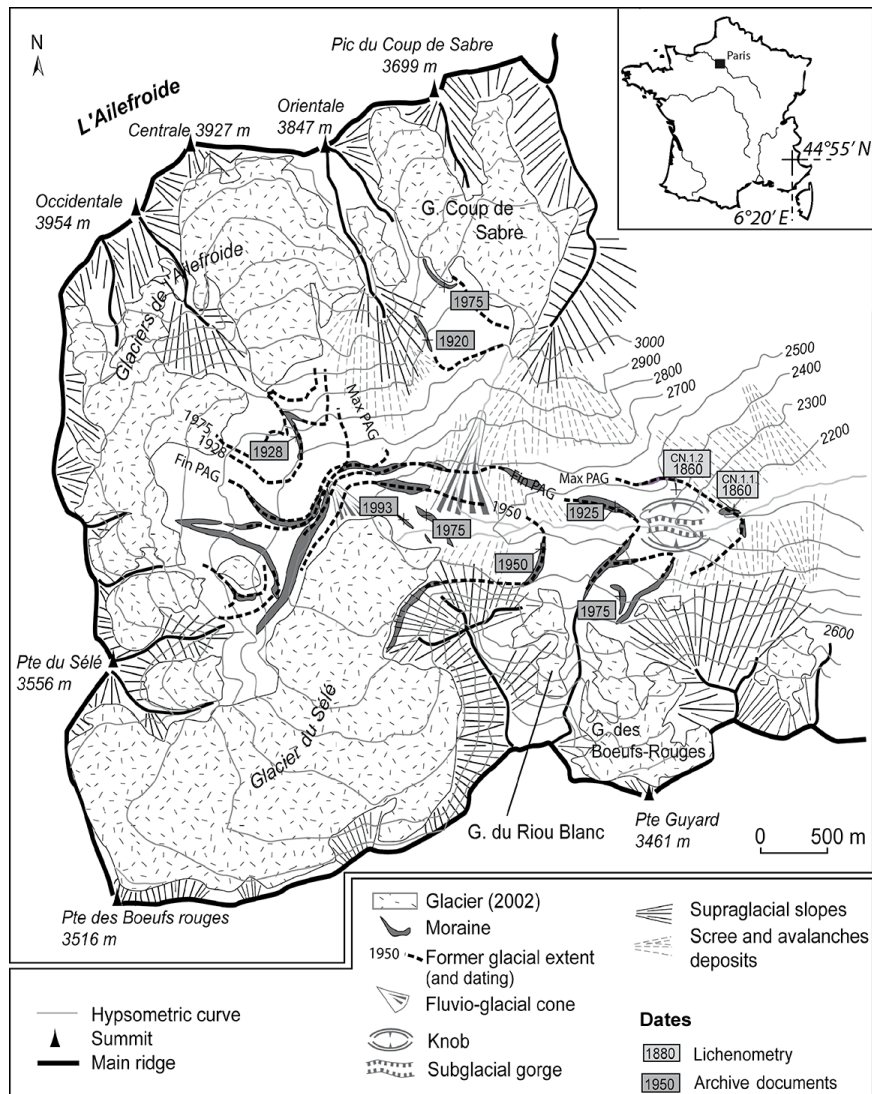 N
Pic du Coup de Sabre
3699 m
L'Ailefroide
Orientale
3847 m
Centrale 3927 m
Occidentale
3954 m
Paris
44°55' N
6°20' E
G. Coup de
Sabre
Glaciers de l'Ailefroide
1975
1920
3000
2900
2800
2700
2500
2400
2300
2200
Max PAG
1975
1928
Fin PAG
1928
CN.1.2
1860
CN.1.1
1860
Max PAG
Fin PAG
1950
1993
1975
1925
1950
1975
2600
Pte du Sélé
3556 m
Glacier du Sélé
G. des
Boeufs-Rouges
G. du Riou Blanc
Pte Guyard
3461 m
0 500 m
Pte des Boeufs rouges
3516 m
Glacier (2002)
Moraine
1950 Former glacial extent
(and dating)
Fluvio-glacial cone
Knob
Subglacial gorge
Supraglacial slopes
Scree and avalanches
deposits
Hypsometric curve
Summit
Main ridge
Dates
1880 Lichenometry
1950 Archive documents